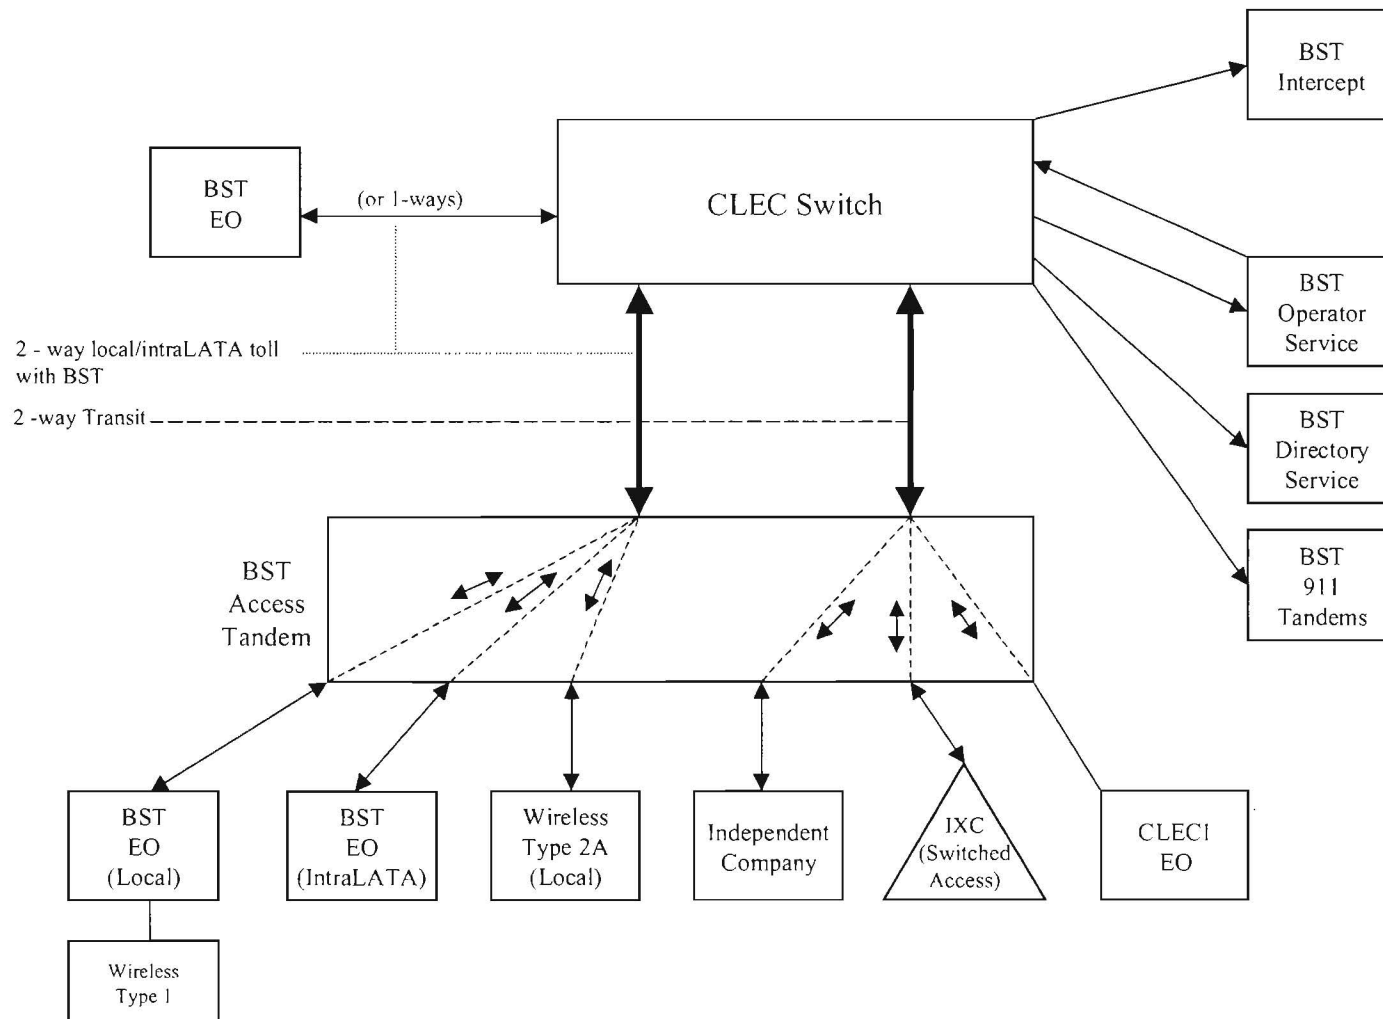 BST
Intercept
CLEC Switch
BST
EO
(or 1-ways)
BST
Operator
Service
2 - way local/intraLATA toll
with BST
2 -way Transit
BST
Directory
Service
BST
911
Tandems
BST
Access
Tandem
BST
EO
(Local)
BST
EO
(IntraLATA)
Wireless
Type 2A
(Local)
Independent
Company
IXC
(Switched
Access)
CLEC1
EO
Wireless
Type 1